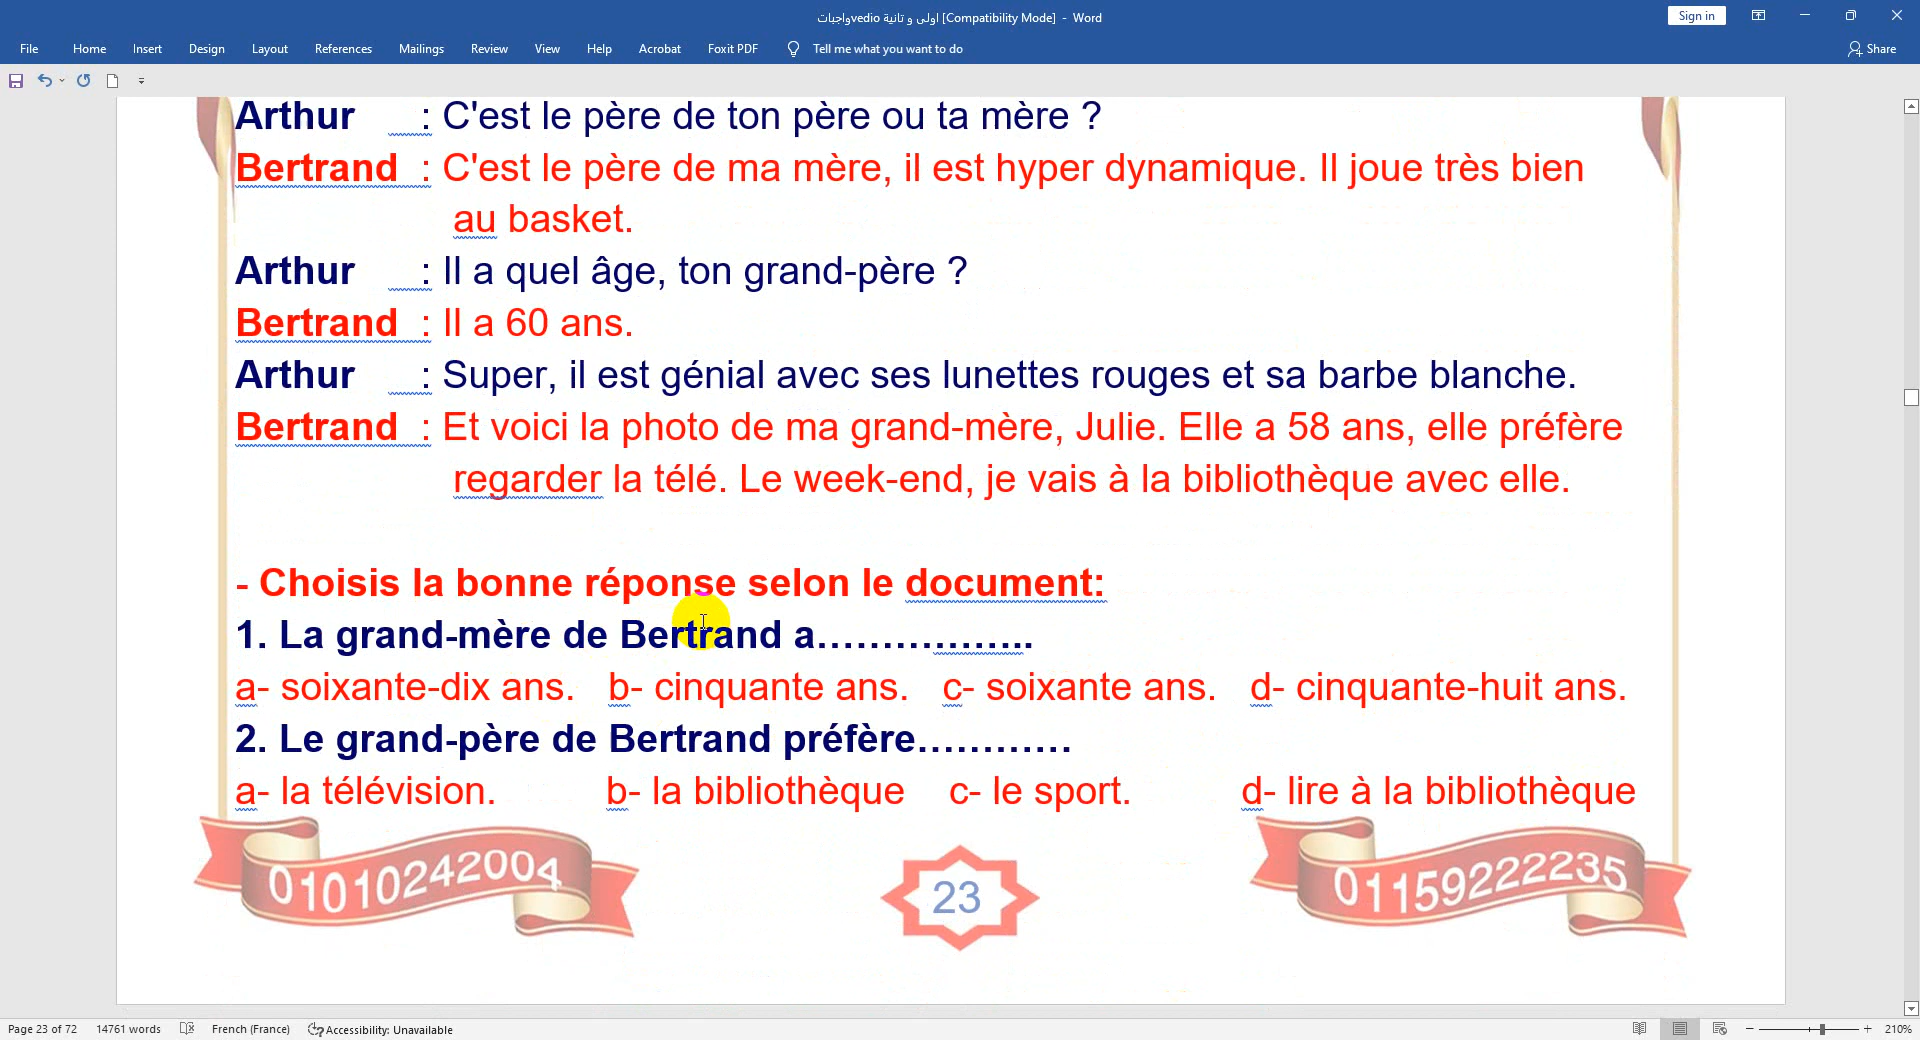 واجباتvedio اولى و تانية [Compatibility Mode] - Word
Sign in
File Home Insert Design Layout References Mailings Review View Help Acrobat Foxit PDF Tell me what you want to do Share
Arthur : C'est le père de ton père ou ta mère ?
Bertrand : C'est le père de ma mère, il est hyper dynamique. Il joue très bien
au basket.
Arthur : Il a quel âge, ton grand-père ?
Bertrand : Il a 60 ans.
Arthur : Super, il est génial avec ses lunettes rouges et sa barbe blanche.
Bertrand : Et voici la photo de ma grand-mère, Julie. Elle a 58 ans, elle préfère
regarder la télé. Le week-end, je vais à la bibliothèque avec elle.
- Choisis la bonne réponse selon le document:
1. La grand-mère de Bertrand a……………..
a- soixante-dix ans. b- cinquante ans. c- soixante ans. d- cinquante-huit ans.
2. Le grand-père de Bertrand préfère…………
a- la télévision. b- la bibliothèque c- le sport. d- lire à la bibliothèque
01010242004 23 01159222235
Page 23 of 72 14761 words French (France) Accessibility: Unavailable 210%